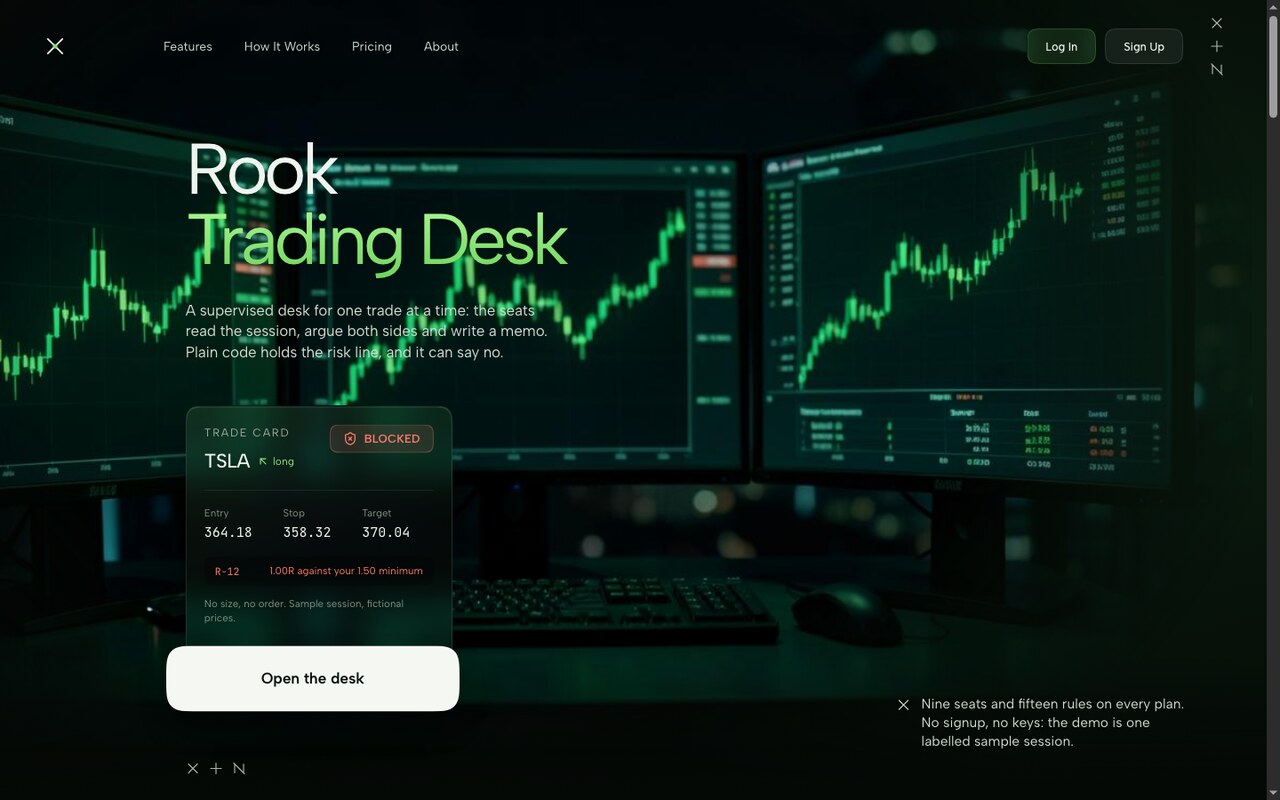 Features
How It Works
Pricing
About
Log In
Sign Up
Rook
Trading Desk
A supervised desk for one trade at a time: the seats
read the session, argue both sides and write a memo.
Plain code holds the risk line, and it can say no.
TRADE CARD
BLOCKED
TSLA long
Entry Stop Target
364.18 358.32 370.04
R-12 1.00R against your 1.50 minimum
No size, no order. Sample session, fictional
prices.
Open the desk
Nine seats and fifteen rules on every plan.
No signup, no keys: the demo is one
labelled sample session.